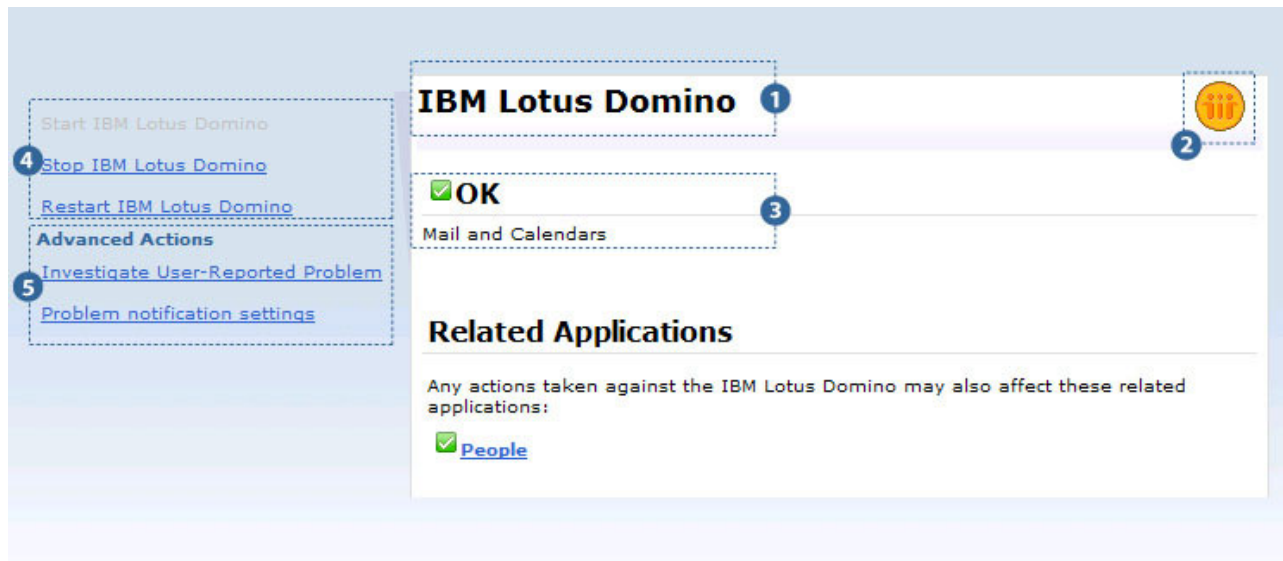 IBM Lotus Domino 1
2
Start IBM Lotus Domino
4
Stop IBM Lotus Domino
Restart IBM Lotus Domino
Advanced Actions
Investigate User-Reported Problem
5
Problem notification settings
OK
3
Mail and Calendars
Related Applications
Any actions taken against the IBM Lotus Domino may also affect these related
applications:
People